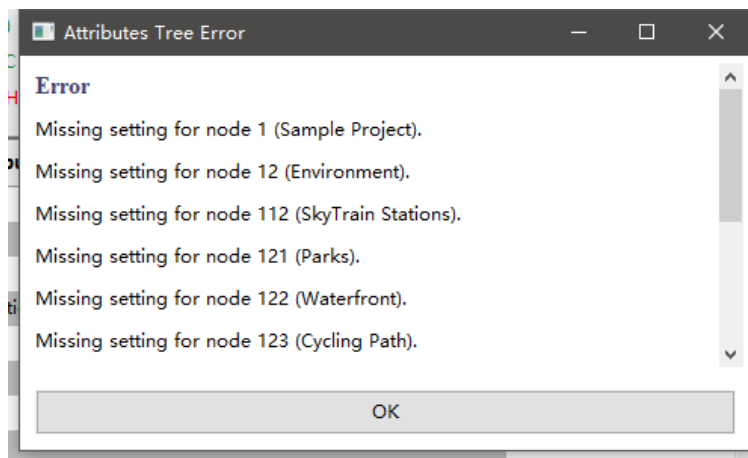 Attributes Tree Error
Error
Missing setting for node 1 (Sample Project).
Missing setting for node 12 (Environment).
Missing setting for node 112 (SkyTrain Stations).
Missing setting for node 121 (Parks).
Missing setting for node 122 (Waterfront).
Missing setting for node 123 (Cycling Path).
OK